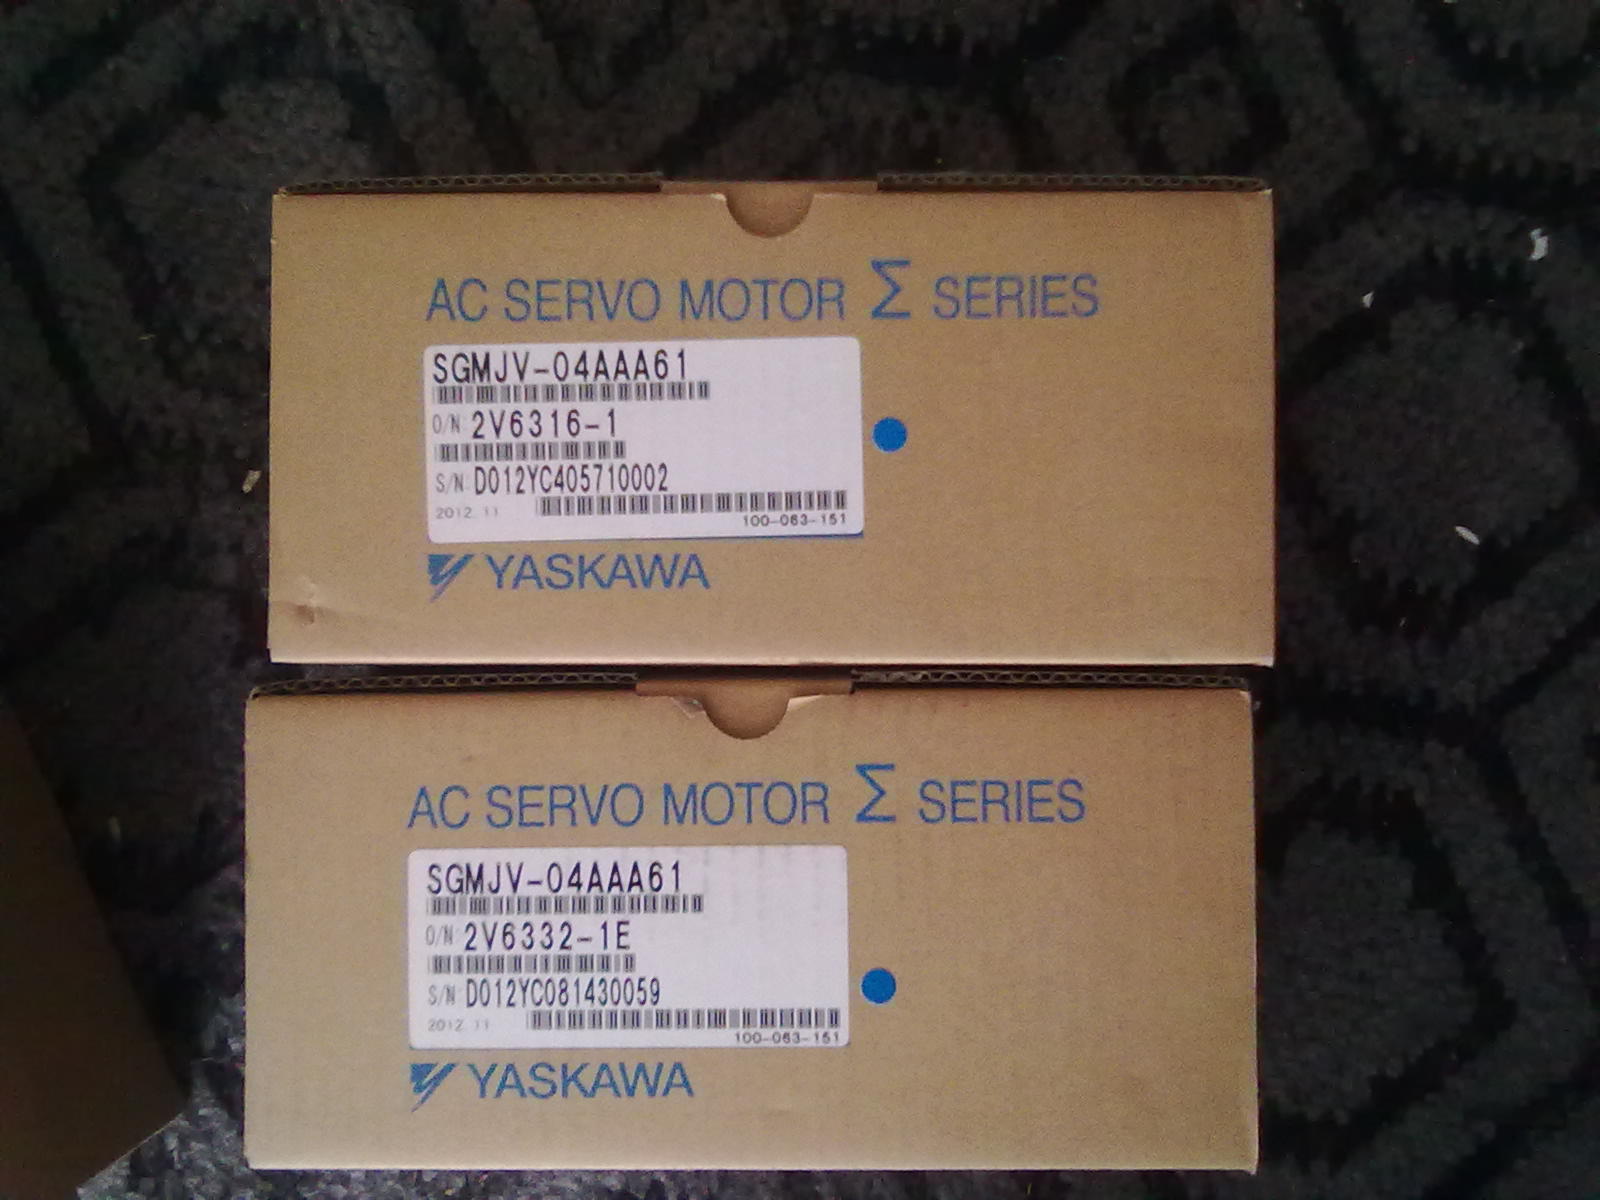 AC SERVO MOTOR Σ SERIES
SGMJV-04AAA61
O/N: 2V6316-1
S/N: D012YC405710002
2012.11
100-063-151
YASKAWA
AC SERVO MOTOR Σ SERIES
SGMJV-04AAA61
O/N: 2V6332-1E
S/N: D012YC081430059
2012.11
100-063-151
YASKAWA